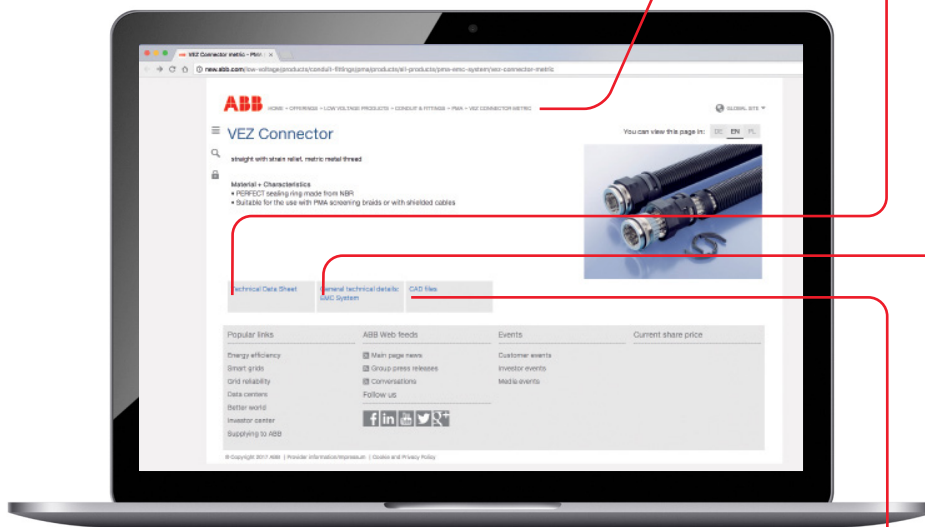 VEZ Connector metric - PMA
new.abb.com/low-voltage/products/conduit-fittings/pma/products/all-products/pma-emc-system/vez-connector-metric
ABB
HOME – OFFERINGS – LOW VOLTAGE PRODUCTS – CONDUIT & FITTINGS – PMA – VEZ CONNECTOR METRIC
GLOBAL SITE
VEZ Connector
You can view this page in: DE EN PL
straight with strain relief, metric metal thread
Material + Characteristics
• PERFECT sealing ring made from NBR
• Suitable for the use with PMA screening braids or with shielded cables
Technical Data Sheet
General technical details:
EMC System
CAD files
Popular links
ABB Web feeds
Events
Current share price
Energy efficiency
Main page news
Customer events
Smart grids
Group press releases
Investor events
Grid reliability
Conversations
Media events
Data centers
Follow us
Better world
Investor center
Supplying to ABB
© Copyright 2017 ABB | Provider information/Impressum | Cookie and Privacy Policy